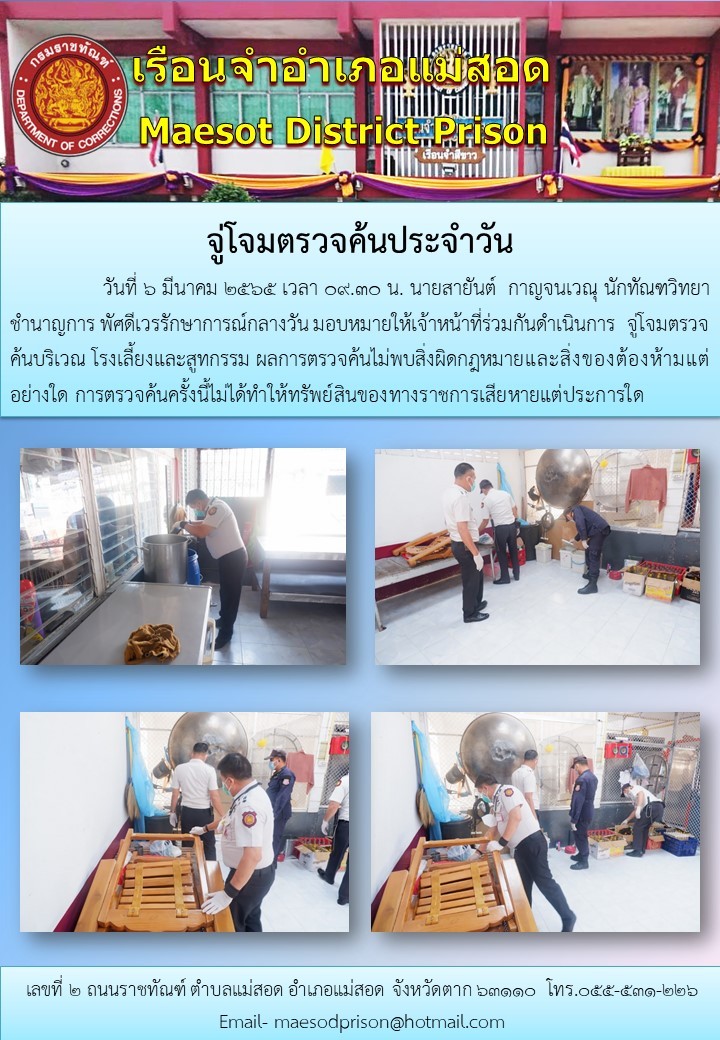 กรมราชทัณฑ์
DEPARTMENT OF CORRECTIONS
เรือนจำอำเภอแม่สอด
Maesot District Prison
เรือนจำสีขาว
จู่โจมตรวจค้นประจำวัน
วันที่ ๖ มีนาคม ๒๕๖๕ เวลา ๐๙.๓๐ น. นายสายันต์ กาญจนเวณุ นักทัณฑวิทยา
ชำนาญการ พัศดีเวรรักษาการณ์กลางวัน มอบหมายให้เจ้าหน้าที่ร่วมกันดำเนินการ จู่โจมตรวจ
ค้นบริเวณ โรงเลี้ยงและสูทกรรม ผลการตรวจค้นไม่พบสิ่งผิดกฎหมายและสิ่งของต้องห้ามแต่
อย่างใด การตรวจค้นครั้งนี้ไม่ได้ทำให้ทรัพย์สินของทางราชการเสียหายแต่ประการใด
เลขที่ ๒ ถนนราชทัณฑ์ ตำบลแม่สอด อำเภอแม่สอด จังหวัดตาก ๖๓๑๑๐ โทร.๐๕๕-๕๓๑-๒๒๖
Email- maesodprison@hotmail.com